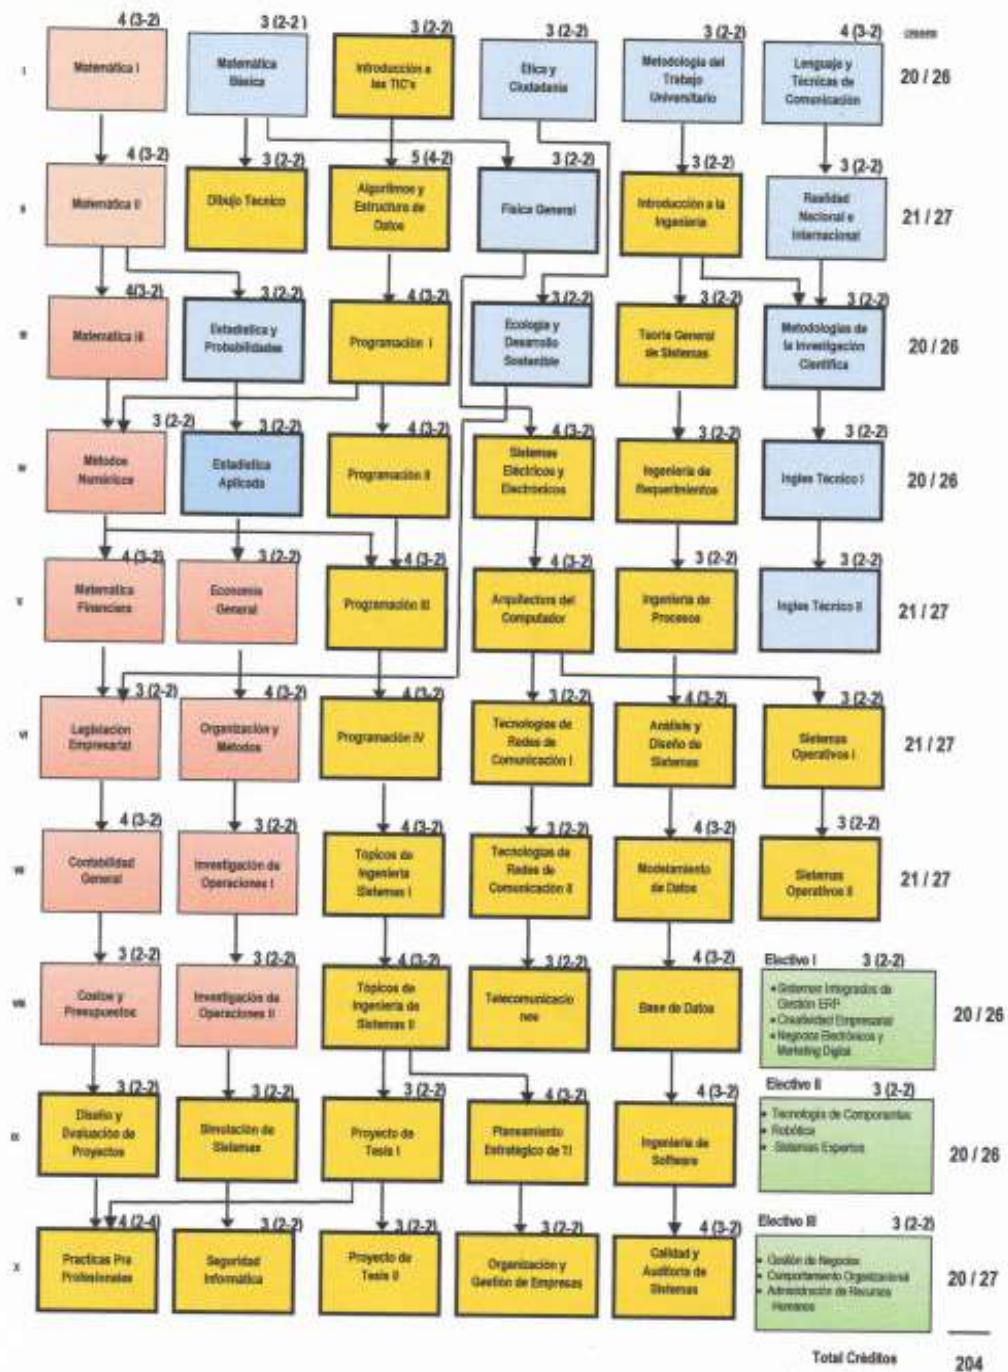 4 (3-2) 3 (2-2) 3 (2-2) 3 (2-2) 3 (2-2) 4 (3-2)
I
Matemática I
Matemática
Básica
Introducción a
las TIC's
Etica y
Ciudadanía
Metodología del
Trabajo
Universitario
Lenguaje y
Técnicas de
Comunicación
20 / 26
4 (3-2) 3 (2-2) 5 (4-2) 3 (2-2) 3 (2-2) 3 (2-2)
II
Matemática II
Dibujo Tecnico
Algoritmos y
Estructura de
Datos
Física General
Introducción a la
Ingeniería
Realidad
Nacional e
Internacional
21 / 27
4(3-2) 3 (2-2) 4 (3-2) 3 (2-2) 3 (2-2) 3 (2-2)
III
Matemática III
Estadística y
Probabilidades
Programación I
Ecología y
Desarrollo
Sostenible
Teoría General
de Sistemas
Metodologías de
la Investigación
Científica
20 / 26
3 (2-2) 3 (2-2) 4 (3-2) 4 (3-2) 3 (2-2) 3 (2-2)
IV
Métodos
Numéricos
Estadística
Aplicada
Programación II
Sistemas
Eléctricos y
Electrónicos
Ingeniería de
Requerimientos
Ingles Técnico I
20 / 26
4 (3-2) 3 (2-2) 4 (3-2) 4 (3-2) 3 (2-2) 3 (2-2)
V
Matemática
Financiera
Economía
General
Programación III
Arquitectura del
Computador
Ingeniería de
Procesos
Ingles Técnico II
21 / 27
3 (2-2) 4 (3-2) 4 (3-2) 3 (2-2) 4 (3-2) 3 (2-2)
VI
Legislación
Empresarial
Organización y
Métodos
Programación IV
Tecnologías de
Redes de
Comunicación I
Análisis y
Diseño de
Sistemas
Sistemas
Operativos I
21 / 27
4 (3-2) 3 (2-2) 4 (3-2) 3 (2-2) 4 (3-2) 3 (2-2)
VII
Contabilidad
General
Investigación de
Operaciones I
Tópicos de
Ingeniería
Sistemas I
Tecnologías de
Redes de
Comunicación II
Modelamiento
de Datos
Sistemas
Operativos II
21 / 27
3 (2-2) 3 (2-2) 4 (3-2) 3 (2-2) 4 (3-2) Electivo I 3 (2-2)
VIII
Costos y
Presupuestos
Investigación de
Operaciones II
Tópicos de
Ingeniería de
Sistemas II
Telecomunicacio
nes
Base de Datos
• Sistemas Integrados de
Gestión ERP
• Creatividad Empresarial
• Negocios Electrónicos y
Marketing Digital
20 / 26
3 (2-2) 3 (2-2) 3 (2-2) 4 (3-2) 4 (3-2) Electivo II 3 (2-2)
IX
Diseño y
Evaluación de
Proyectos
Simulación de
Sistemas
Proyecto de
Tesis I
Planeamiento
Estratégico de TI
Ingeniería de
Software
• Tecnología de Componentes
• Robótica
• Sistemas Expertos
20 / 26
4 (2-4) 3 (2-2) 3 (2-2) 3 (2-2) 4 (3-2) Electivo III 3 (2-2)
X
Practicas Pre
Profesionales
Seguridad
Informática
Proyecto de
Tesis II
Organización y
Gestión de Empresas
Calidad y
Auditoría de
Sistemas
• Gestión de Negocios
• Comportamiento Organizacional
• Administración de Recursos
Humanos
20 / 27
Total Créditos 204